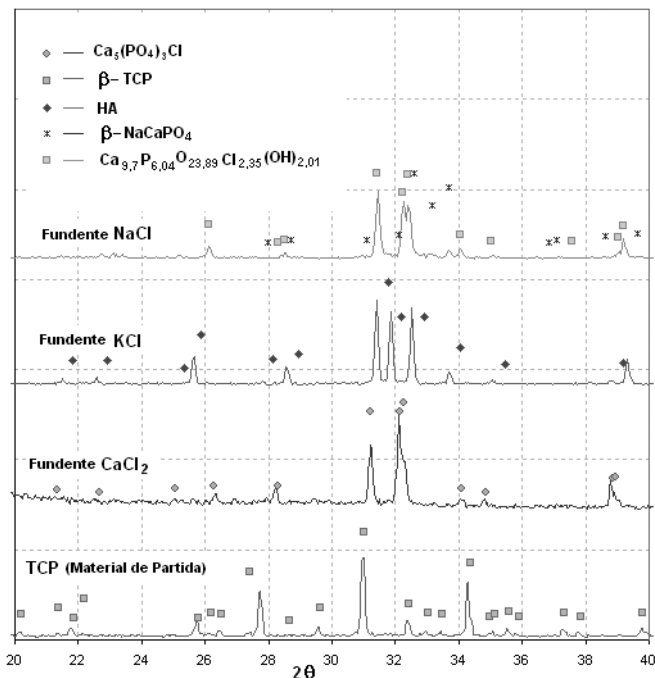 Ca₅(PO₄)₃Cl
β– TCP
HA
β– NaCaPO₄
Ca₉,₇P₆,₀₄O₂₃,₈₉Cl₂,₃₅(OH)₂,₀₁
Fundente NaCl
Fundente KCl
Fundente CaCl₂
TCP (Material de Partida)
20 22 24 26 28 30 32 34 36 38 40
2θ